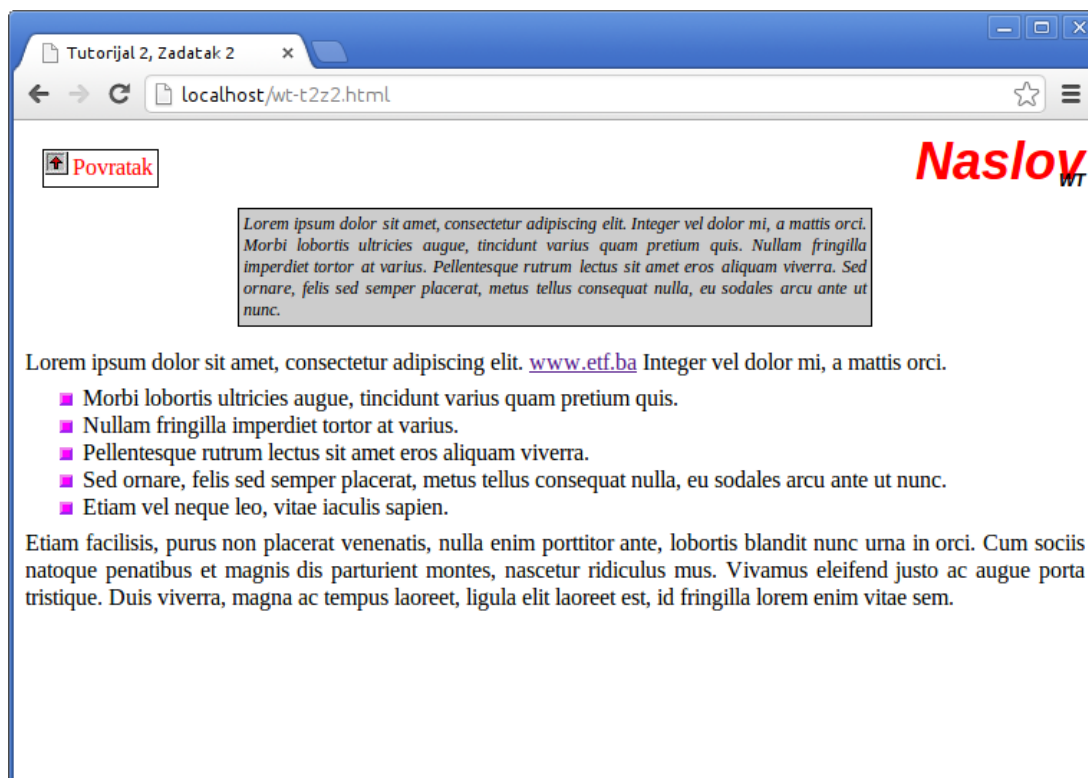 Tutorijal 2, Zadatak 2
localhost/wt-t2z2.html
Povratak
Naslov
WT
Lorem ipsum dolor sit amet, consectetur adipiscing elit. Integer vel dolor mi, a mattis orci.
Morbi lobortis ultricies augue, tincidunt varius quam pretium quis. Nullam fringilla
imperdiet tortor at varius. Pellentesque rutrum lectus sit amet eros aliquam viverra. Sed
ornare, felis sed semper placerat, metus tellus consequat nulla, eu sodales arcu ante ut
nunc.
Lorem ipsum dolor sit amet, consectetur adipiscing elit. www.etf.ba Integer vel dolor mi, a mattis orci.
Morbi lobortis ultricies augue, tincidunt varius quam pretium quis.
Nullam fringilla imperdiet tortor at varius.
Pellentesque rutrum lectus sit amet eros aliquam viverra.
Sed ornare, felis sed semper placerat, metus tellus consequat nulla, eu sodales arcu ante ut nunc.
Etiam vel neque leo, vitae iaculis sapien.
Etiam facilisis, purus non placerat venenatis, nulla enim porttitor ante, lobortis blandit nunc urna in orci. Cum sociis
natoque penatibus et magnis dis parturient montes, nascetur ridiculus mus. Vivamus eleifend justo ac augue porta
tristique. Duis viverra, magna ac tempus laoreet, ligula elit laoreet est, id fringilla lorem enim vitae sem.